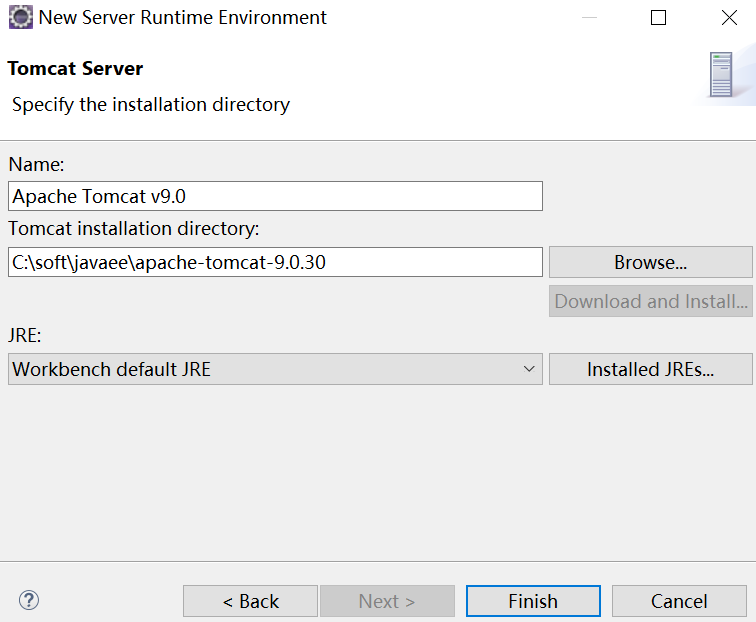 New Server Runtime Environment
Tomcat Server
Specify the installation directory
Name:
Apache Tomcat v9.0
Tomcat installation directory:
C:\soft\javaee\apache-tomcat-9.0.30
Browse...
Download and Install...
JRE:
Workbench default JRE
Installed JREs...
?
< Back
Next >
Finish
Cancel